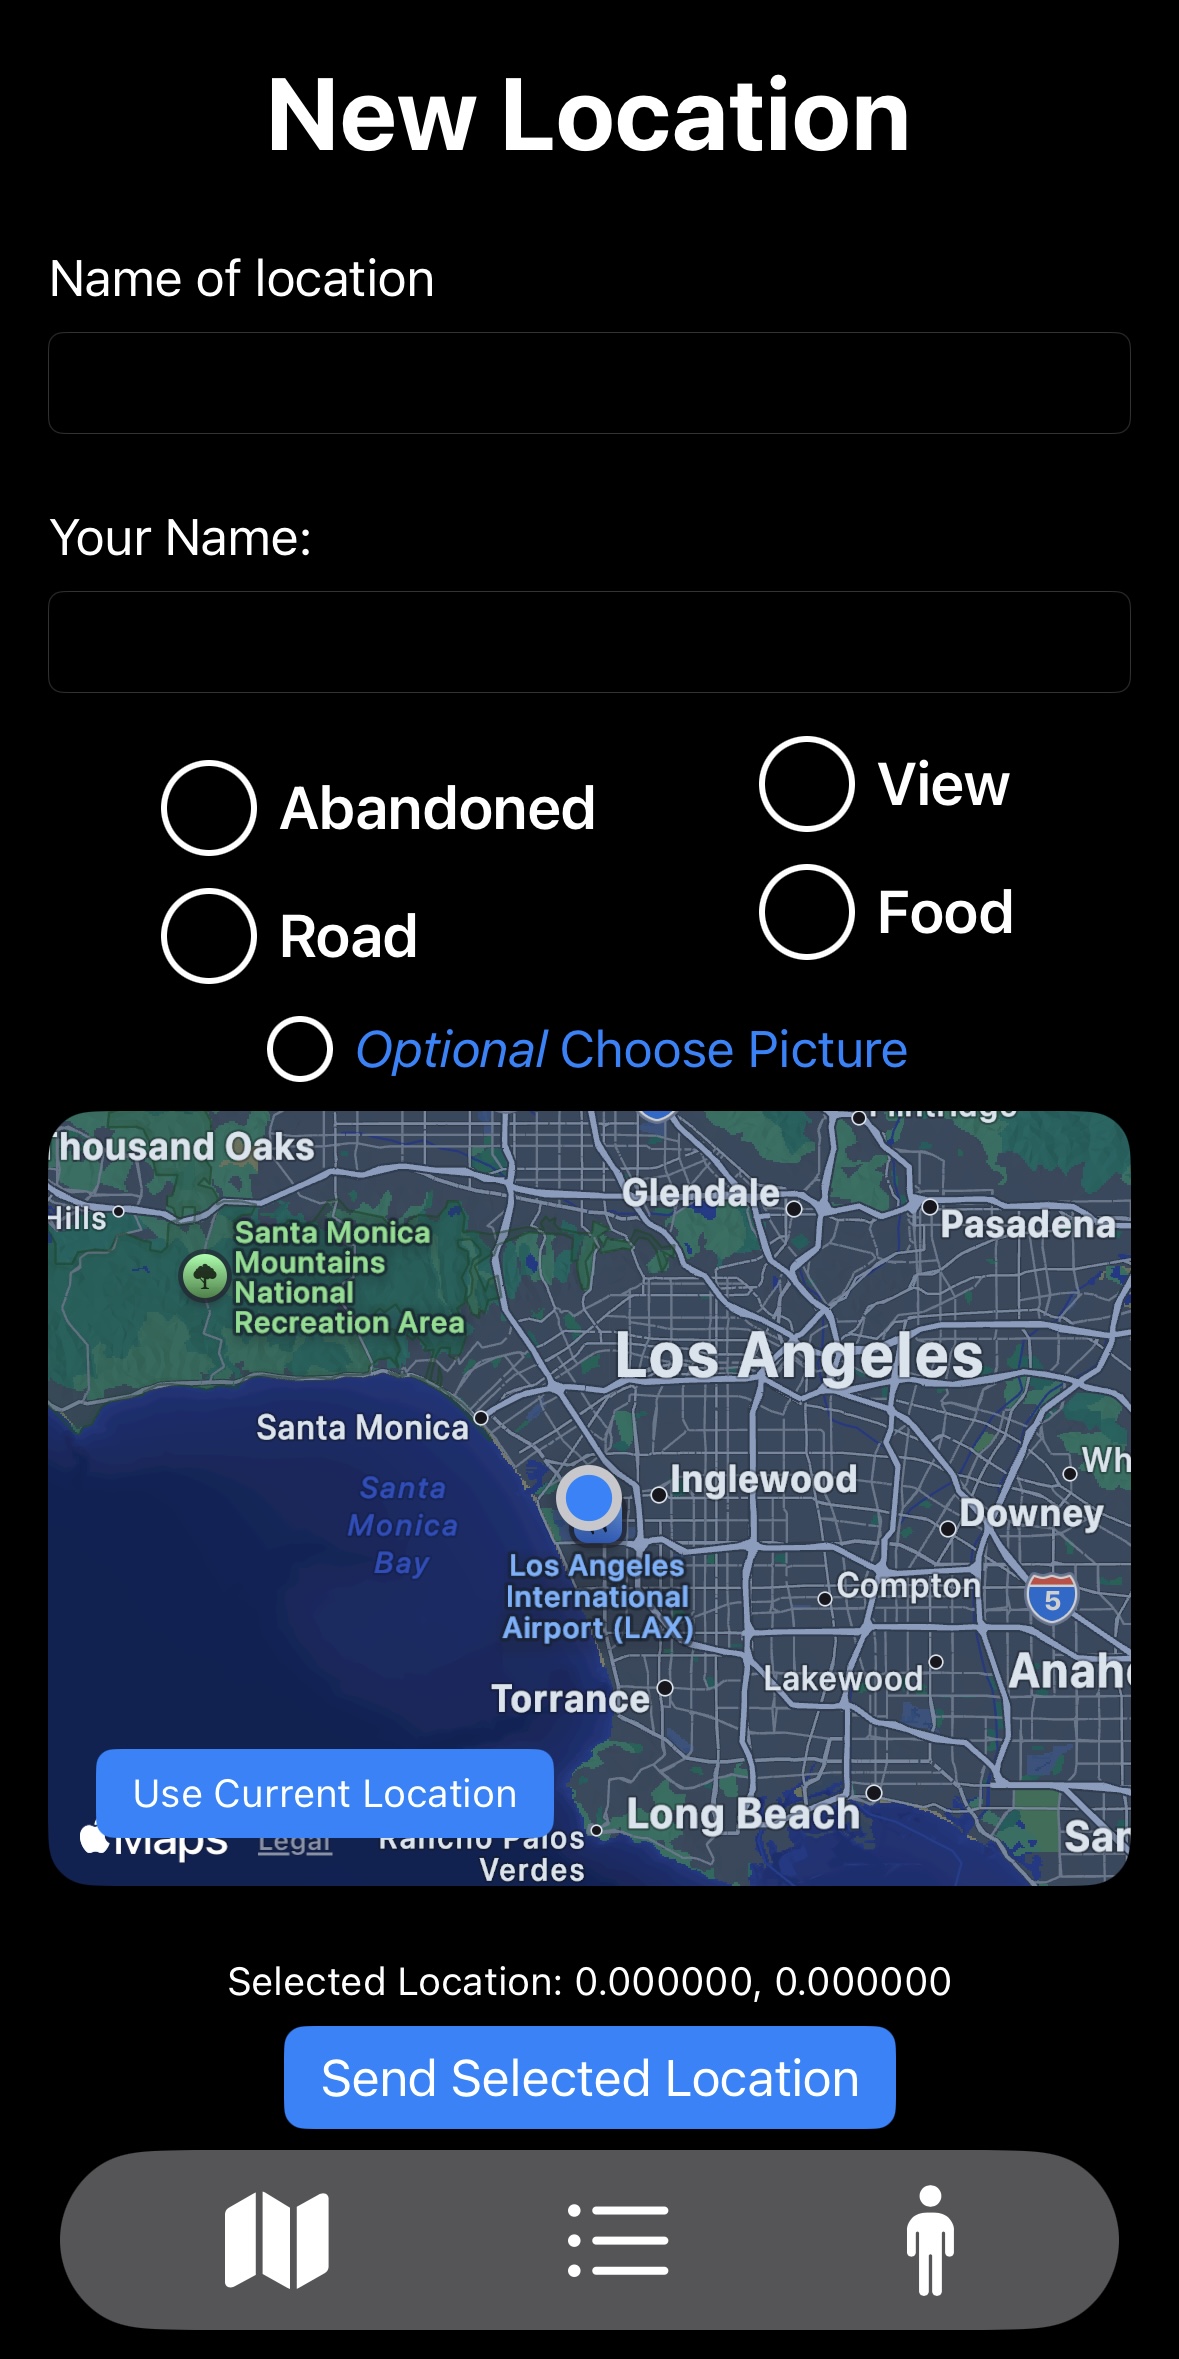 New Location
Name of location
Your Name:
Abandoned
View
Road
Food
Optional Choose Picture
Thousand Oaks
Glendale
Hills
Pasadena
Santa Monica
Mountains
National
Recreation Area
Los Angeles
Santa Monica
Wh
Inglewood
Santa
Monica
Bay
Downey
Los Angeles
International
Airport (LAX)
Compton
5
Lakewood
Anah
Torrance
Use Current Location
Long Beach
Maps
Legal
Rancho Palos
Verdes
San
Selected Location: 0.000000, 0.000000
Send Selected Location